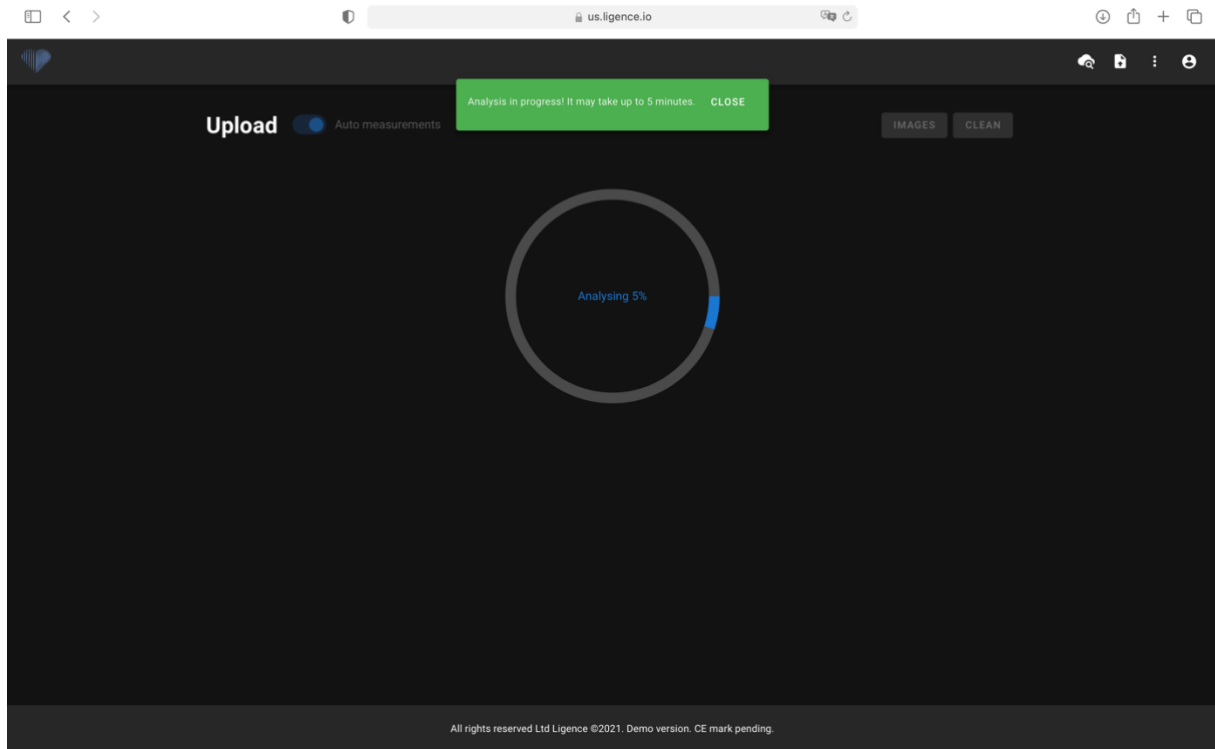 us.ligence.io
Analysis in progress! It may take up to 5 minutes. CLOSE
Upload Auto measurements IMAGES CLEAN
Analysing 5%
All rights reserved Ltd Ligence ©2021. Demo version. CE mark pending.